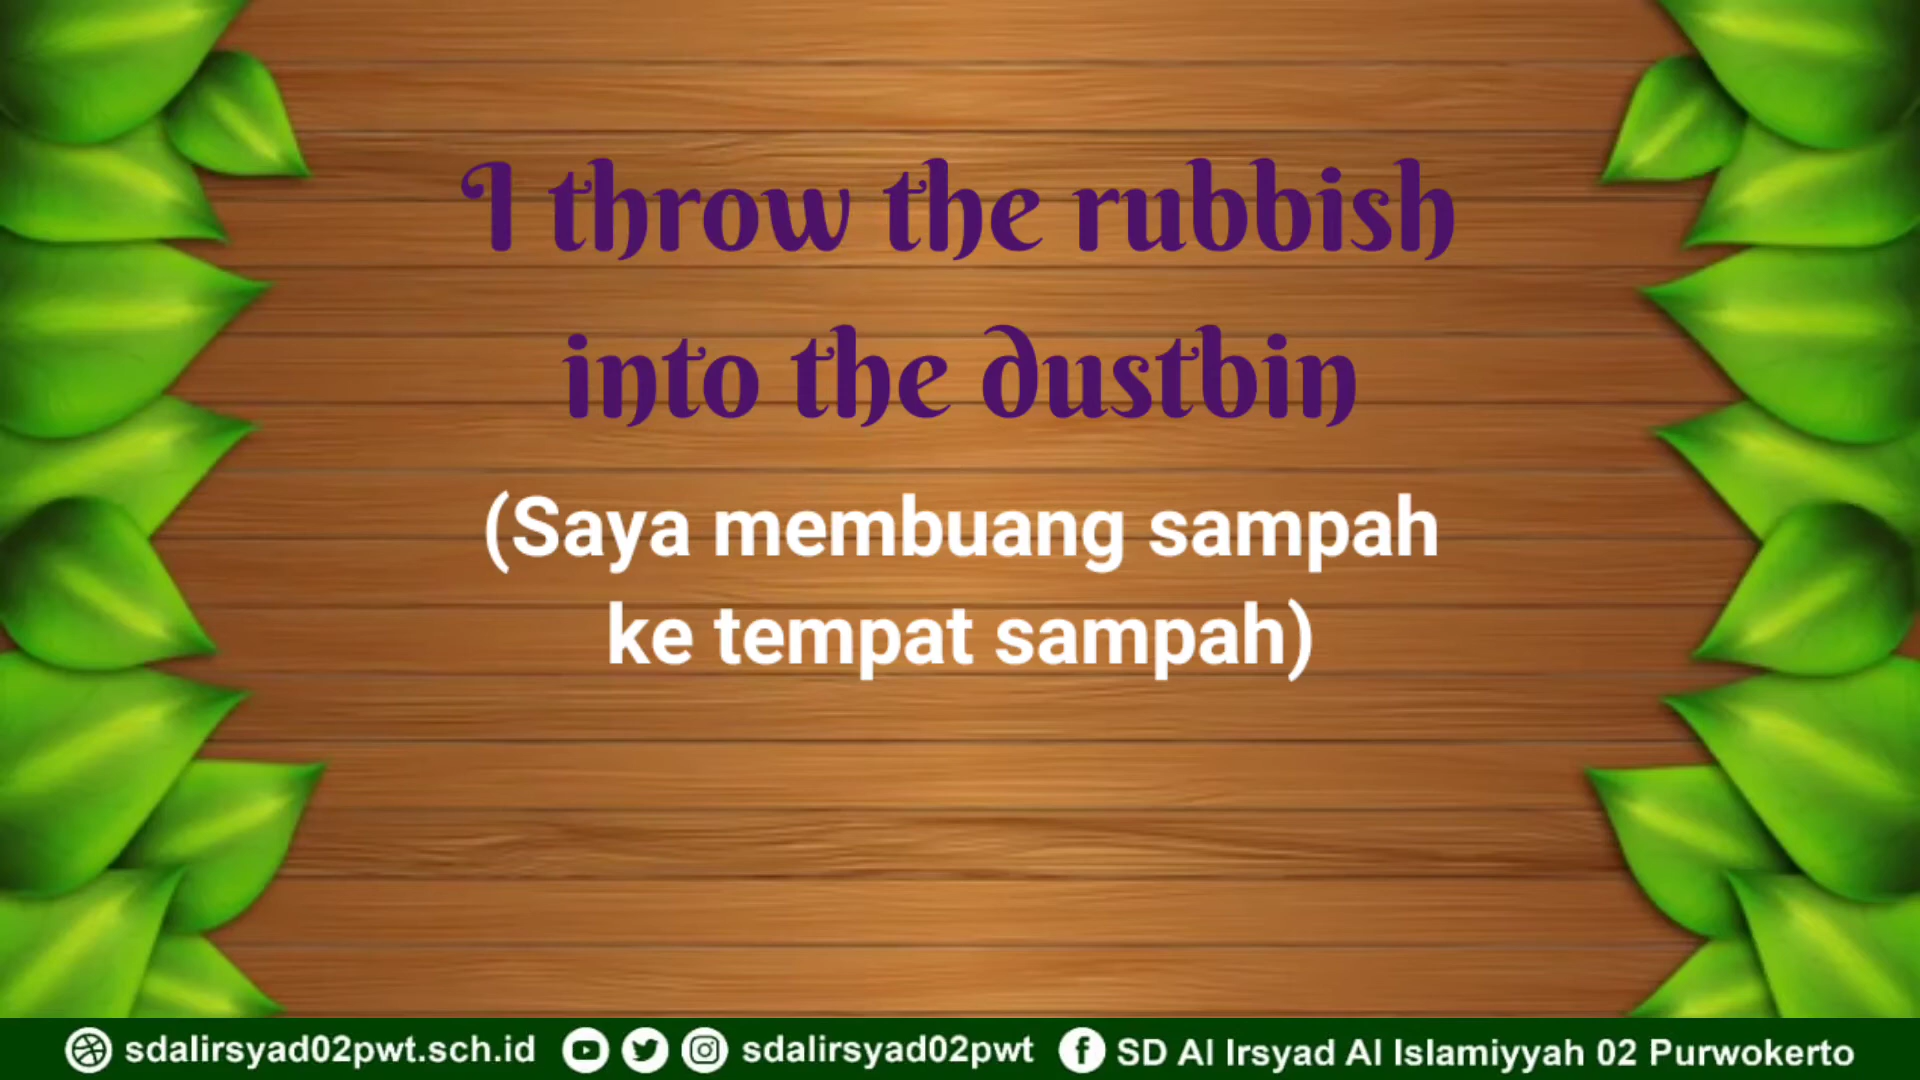 I throw the rubbish
into the dustbin
(Saya membuang sampah
ke tempat sampah)
sdalirsyad02pwt.sch.id sdalirsyad02pwt SD Al Irsyad Al Islamiyyah 02 Purwokerto